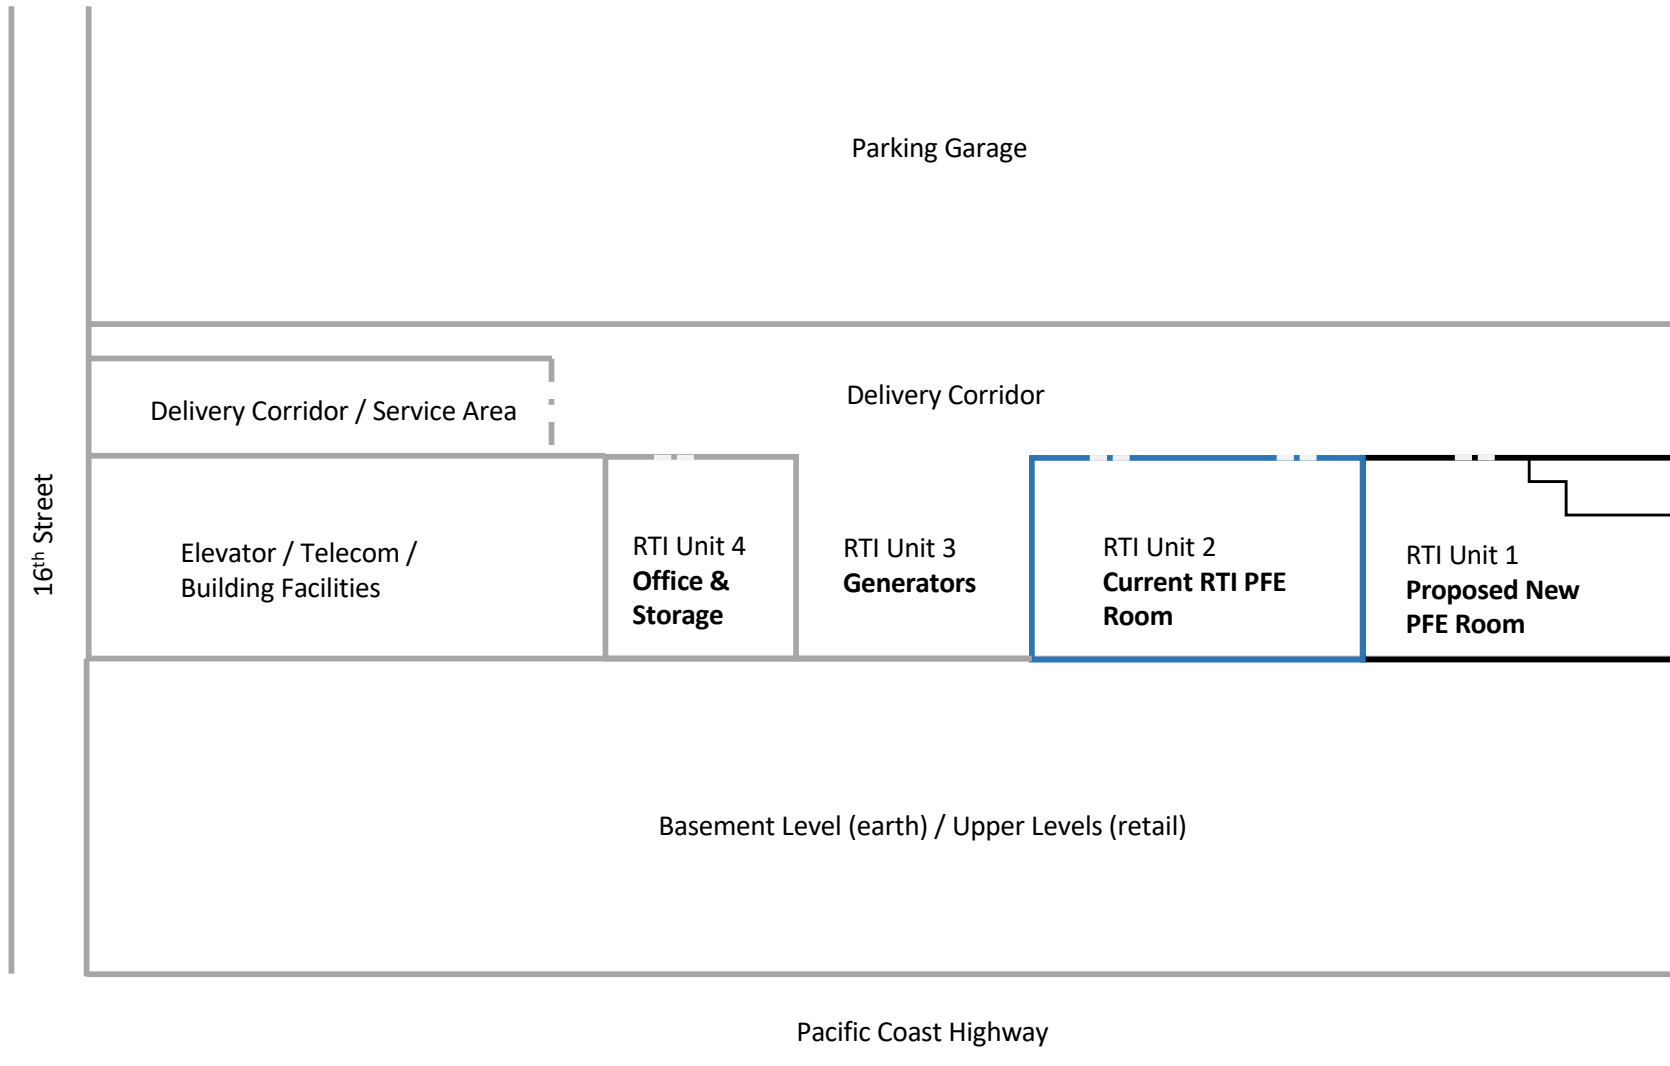 Parking Garage
Delivery Corridor
Delivery Corridor / Service Area
16th Street
Elevator / Telecom /
Building Facilities
RTI Unit 4
Office &
Storage
RTI Unit 3
Generators
RTI Unit 2
Current RTI PFE
Room
RTI Unit 1
Proposed New
PFE Room
Basement Level (earth) / Upper Levels (retail)
Pacific Coast Highway